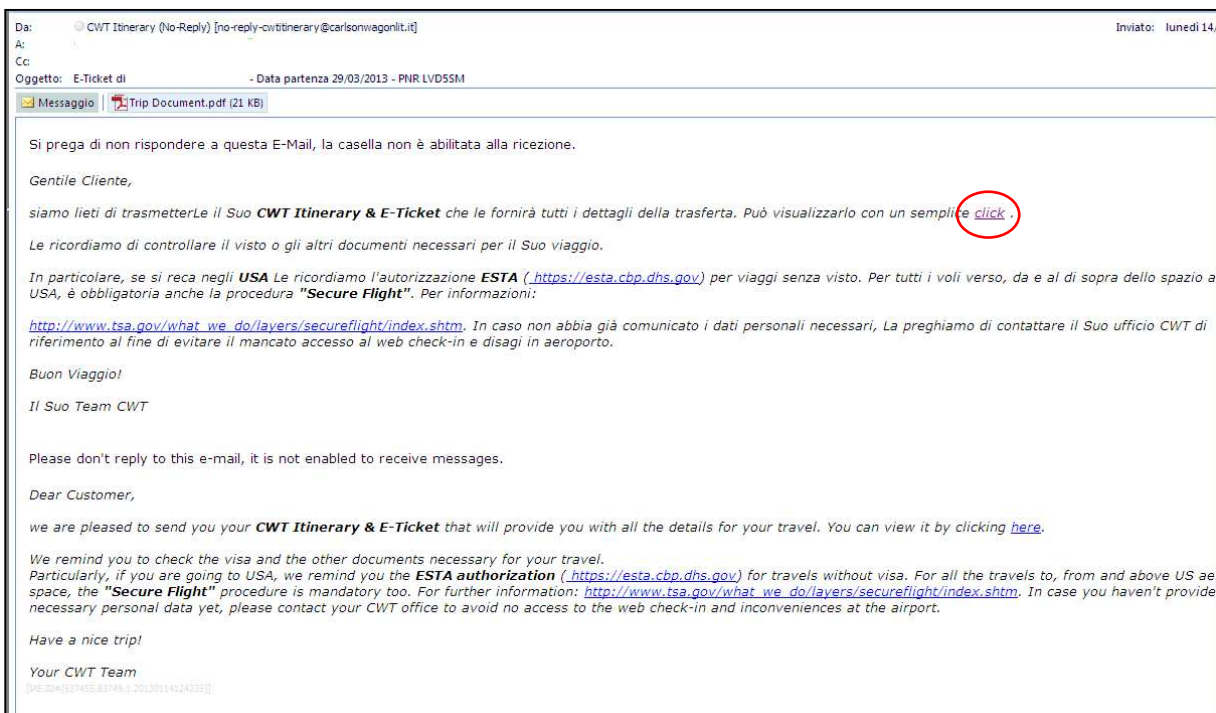 Da: CWT Itinerary (No-Reply) [no-reply-cwtitinerary@carlsonwagonlit.it] Inviato: lunedì 14/
A:
Cc:
Oggetto: E-Ticket di - Data partenza 29/03/2013 - PNR LVD5SM
Messaggio Trip Document.pdf (21 KB)
Si prega di non rispondere a questa E-Mail, la casella non è abilitata alla ricezione.
Gentile Cliente,
siamo lieti di trasmetterLe il Suo CWT Itinerary & E-Ticket che le fornirà tutti i dettagli della trasferta. Può visualizzarlo con un semplice click .
Le ricordiamo di controllare il visto o gli altri documenti necessari per il Suo viaggio.
In particolare, se si reca negli USA Le ricordiamo l'autorizzazione ESTA ( https://esta.cbp.dhs.gov) per viaggi senza visto. Per tutti i voli verso, da e al di sopra dello spazio a
USA, è obbligatoria anche la procedura "Secure Flight". Per informazioni:
http://www.tsa.gov/what_we_do/layers/secureflight/index.shtm. In caso non abbia già comunicato i dati personali necessari, La preghiamo di contattare il Suo ufficio CWT di
riferimento al fine di evitare il mancato accesso al web check-in e disagi in aeroporto.
Buon Viaggio!
Il Suo Team CWT
Please don't reply to this e-mail, it is not enabled to receive messages.
Dear Customer,
we are pleased to send you your CWT Itinerary & E-Ticket that will provide you with all the details for your travel. You can view it by clicking here.
We remind you to check the visa and the other documents necessary for your travel.
Particularly, if you are going to USA, we remind you the ESTA authorization ( https://esta.cbp.dhs.gov) for travels without visa. For all the travels to, from and above US ae
space, the "Secure Flight" procedure is mandatory too. For further information: http://www.tsa.gov/what_we_do/layers/secureflight/index.shtm. In case you haven't provide
necessary personal data yet, please contact your CWT office to avoid no access to the web check-in and inconveniences at the airport.
Have a nice trip!
Your CWT Team